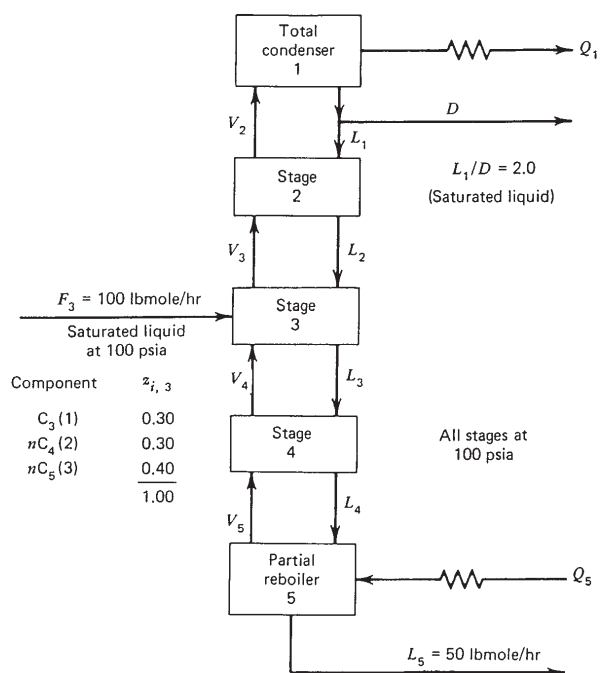 Total
condenser
1
Q₁
D
V₂
L₁
L₁/D = 2.0
(Saturated liquid)
Stage
2
V₃
L₂
F₃ = 100 lbmole/hr
Saturated liquid
at 100 psia
Stage
3
Component zᵢ, ₃
C₃ (1) 0.30
nC₄ (2) 0.30
nC₅ (3) 0.40
1.00
V₄
L₃
Stage
4
All stages at
100 psia
V₅
L₄
Partial
reboiler
5
Q₅
L₅ = 50 lbmole/hr